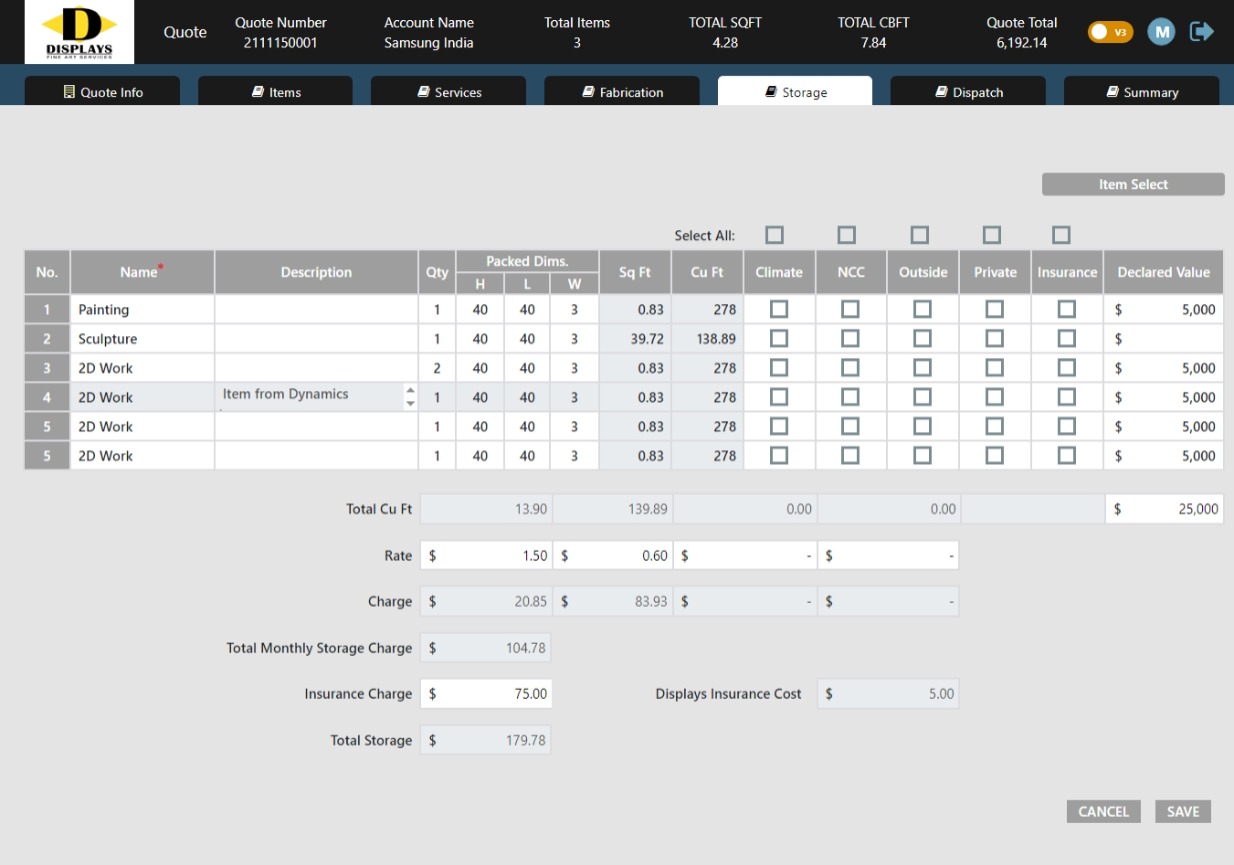 D
DISPLAYS
FINE ART SERVICES
Quote
Quote Number
2111150001
Account Name
Samsung India
Total Items
3
TOTAL SQFT
4.28
TOTAL CBFT
7.84
Quote Total
6,192.14
V3
M
Quote Info
Items
Services
Fabrication
Storage
Dispatch
Summary
Item Select
Select All:
No. Name* Description Qty Packed Dims. H L W Sq Ft Cu Ft Climate NCC Outside Private Insurance Declared Value
1 Painting 1 40 40 3 0.83 278 $ 5,000
2 Sculpture 1 40 40 3 39.72 138.89 $
3 2D Work 2 40 40 3 0.83 278 $ 5,000
4 2D Work Item from Dynamics 1 40 40 3 0.83 278 $ 5,000
5 2D Work 1 40 40 3 0.83 278 $ 5,000
5 2D Work 1 40 40 3 0.83 278 $ 5,000
Total Cu Ft 13.90 139.89 0.00 0.00 $ 25,000
Rate $ 1.50 $ 0.60 $ - $ -
Charge $ 20.85 $ 83.93 $ - $ -
Total Monthly Storage Charge $ 104.78
Insurance Charge $ 75.00 Displays Insurance Cost $ 5.00
Total Storage $ 179.78
CANCEL SAVE